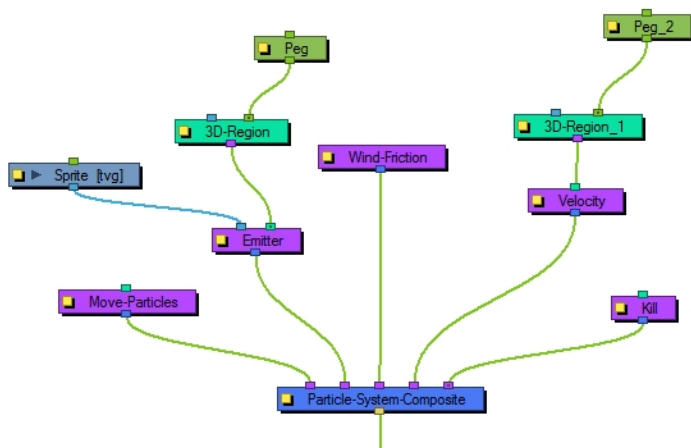 Peg_2
Peg
3D-Region
3D-Region_1
Wind-Friction
Sprite [tvg]
Velocity
Emitter
Move-Particles
Kill
Particle-System-Composite